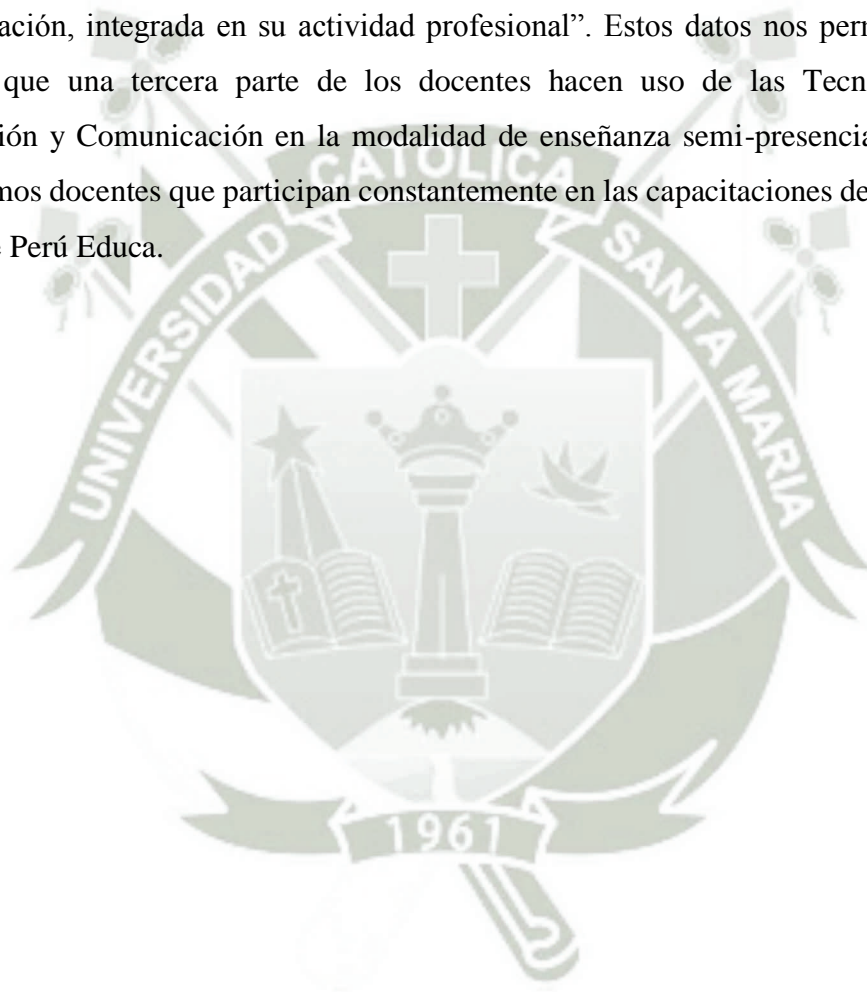 ación, integrada en su actividad profesional”. Estos datos nos perr
que una tercera parte de los docentes hacen uso de las Tecn
ión y Comunicación en la modalidad de enseñanza semi-presencia
mos docentes que participan constantemente en las capacitaciones de
Perú Educa.
CATOLICA
UNIVERSIDAD
SANTA MARIA
1961